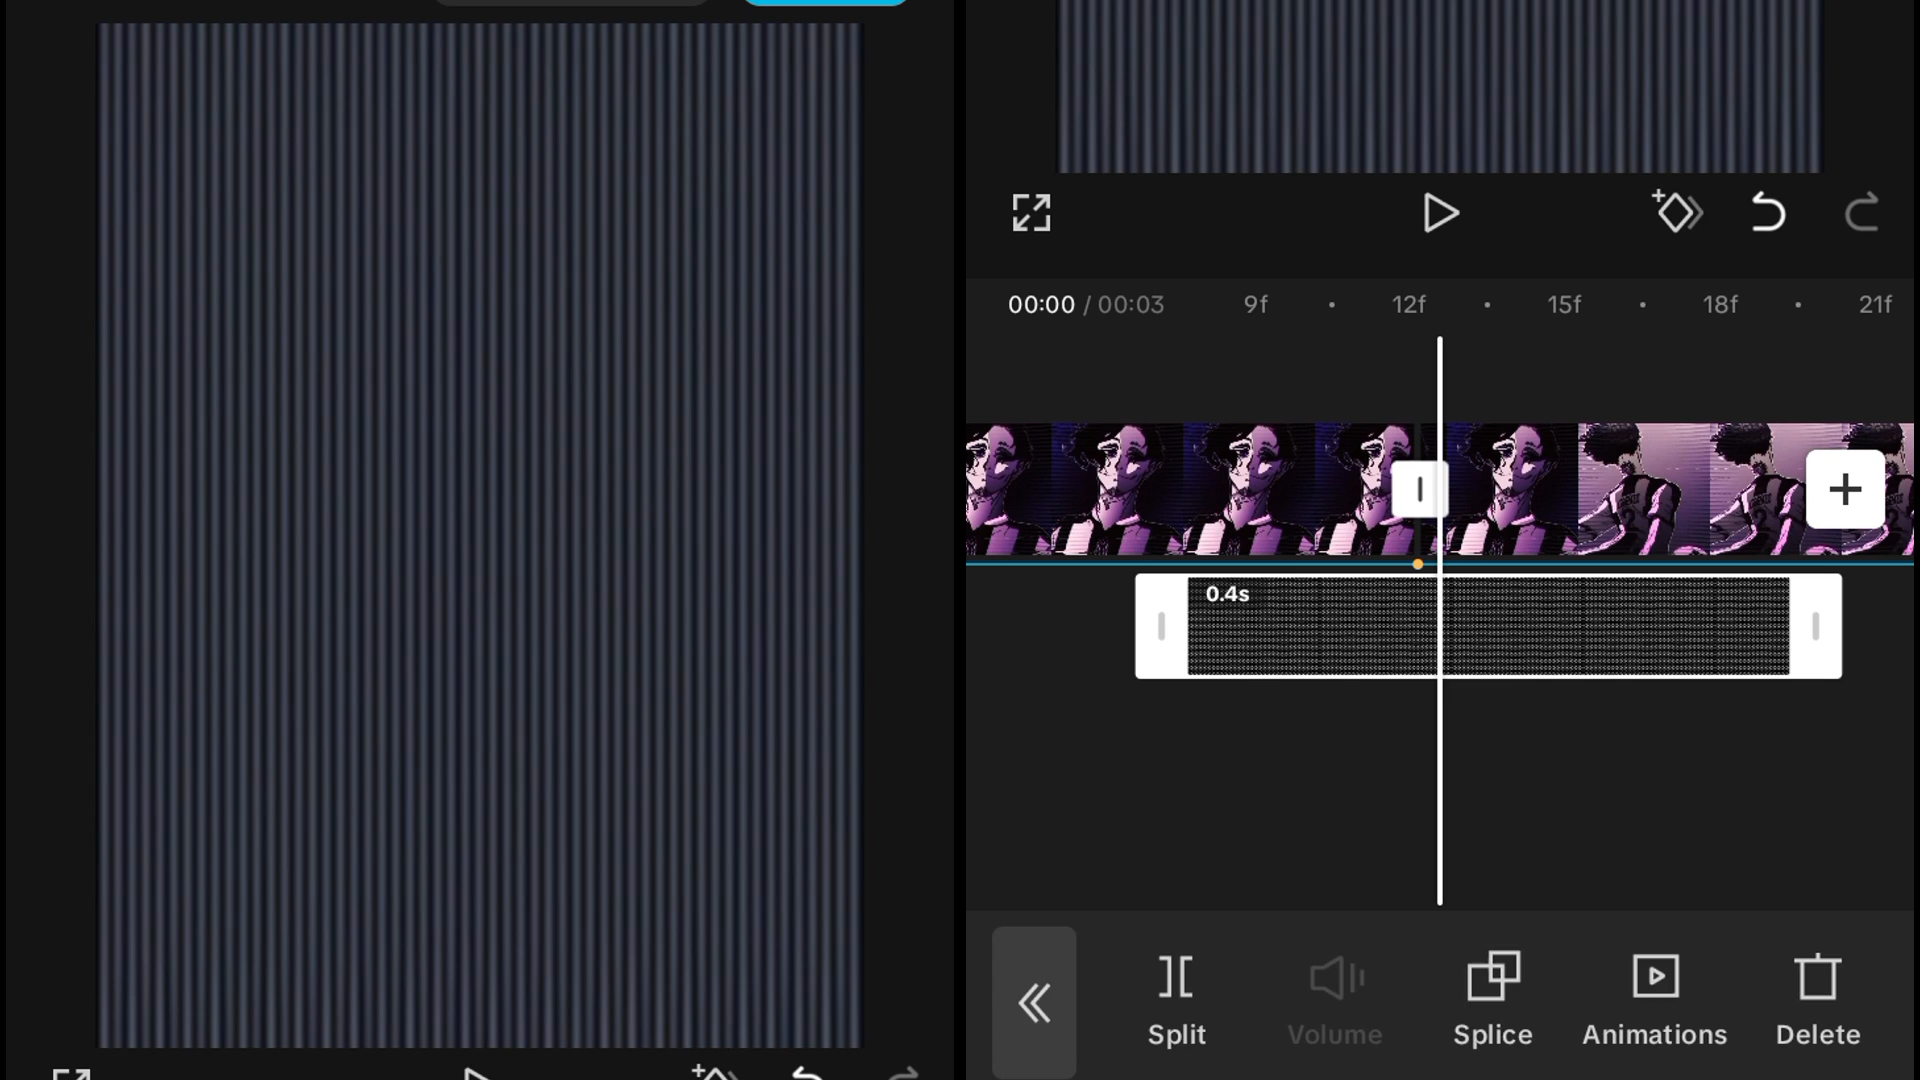 00:00 / 00:03 9f 12f 15f 18f 21f
0.4s
Split Volume Splice Animations Delete